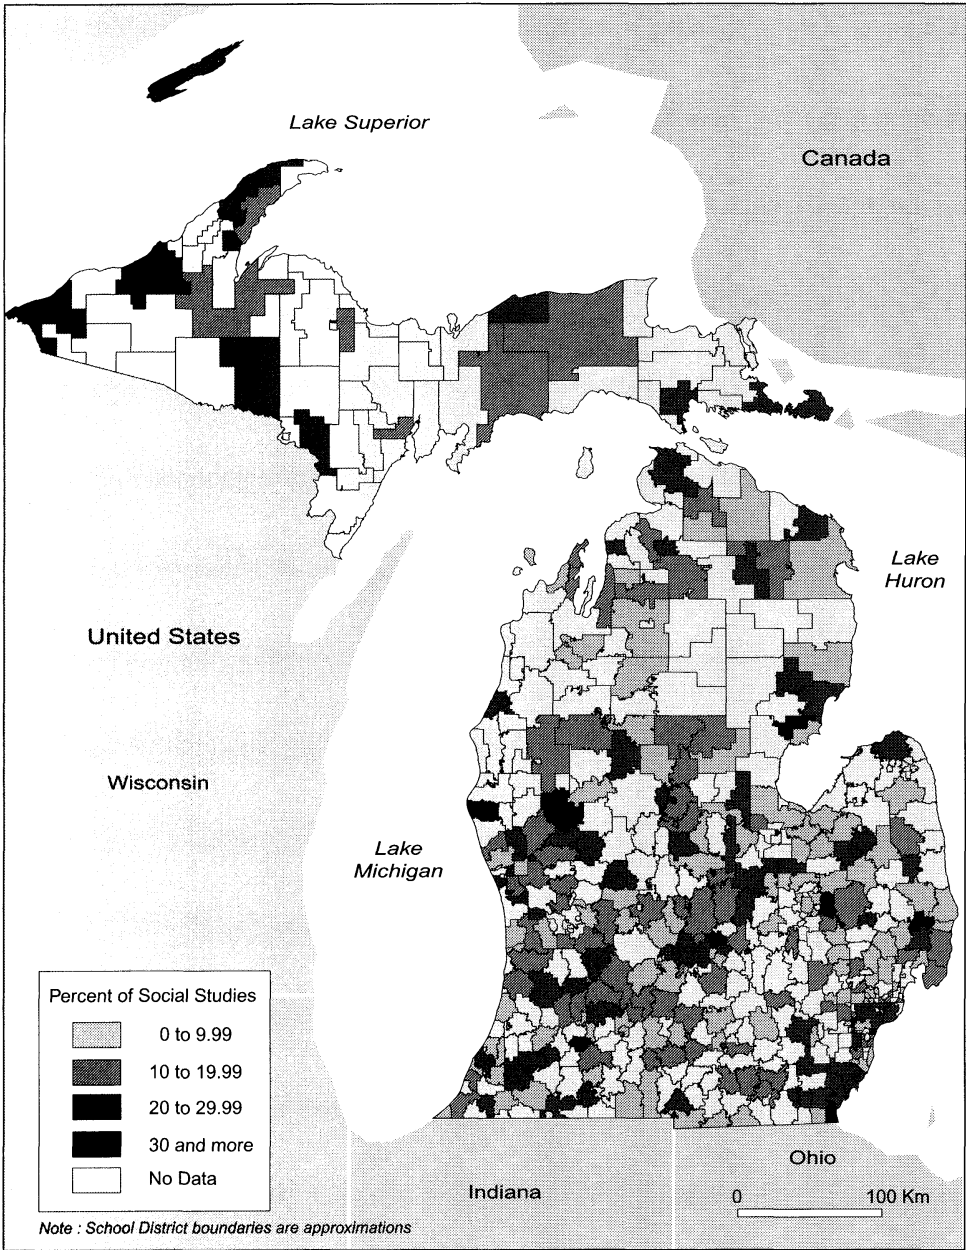 Lake Superior
Canada
Lake
Huron
United States
Wisconsin
Lake
Michigan
Percent of Social Studies
0 to 9.99
10 to 19.99
20 to 29.99
30 and more
No Data
Ohio
Indiana
0 100 Km
Note : School District boundaries are approximations